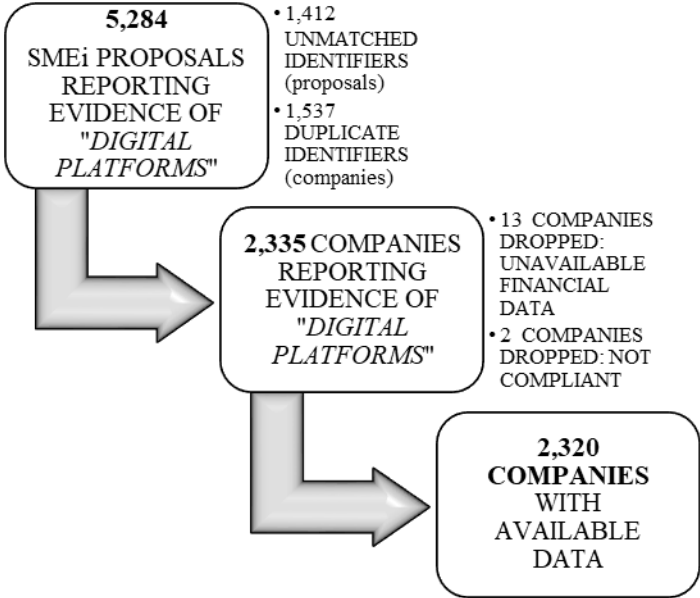 5,284
SMEi PROPOSALS
REPORTING
EVIDENCE OF
"DIGITAL
PLATFORMS"
• 1,412
UNMATCHED
IDENTIFIERS
(proposals)
• 1,537
DUPLICATE
IDENTIFIERS
(companies)
2,335 COMPANIES
REPORTING
EVIDENCE OF
"DIGITAL
PLATFORMS"
• 13 COMPANIES
DROPPED:
UNAVAILABLE
FINANCIAL
DATA
• 2 COMPANIES
DROPPED: NOT
COMPLIANT
2,320
COMPANIES
WITH
AVAILABLE
DATA